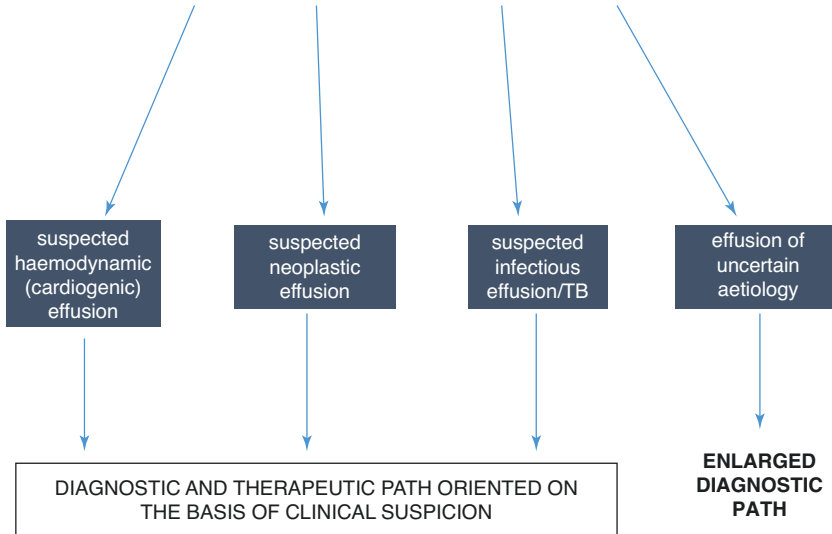 suspected
haemodynamic
(cardiogenic)
effusion
suspected
neoplastic
effusion
suspected
infectious
effusion/TB
effusion of
uncertain
aetiology
DIAGNOSTIC AND THERAPEUTIC PATH ORIENTED ON
THE BASIS OF CLINICAL SUSPICION
ENLARGED
DIAGNOSTIC
PATH